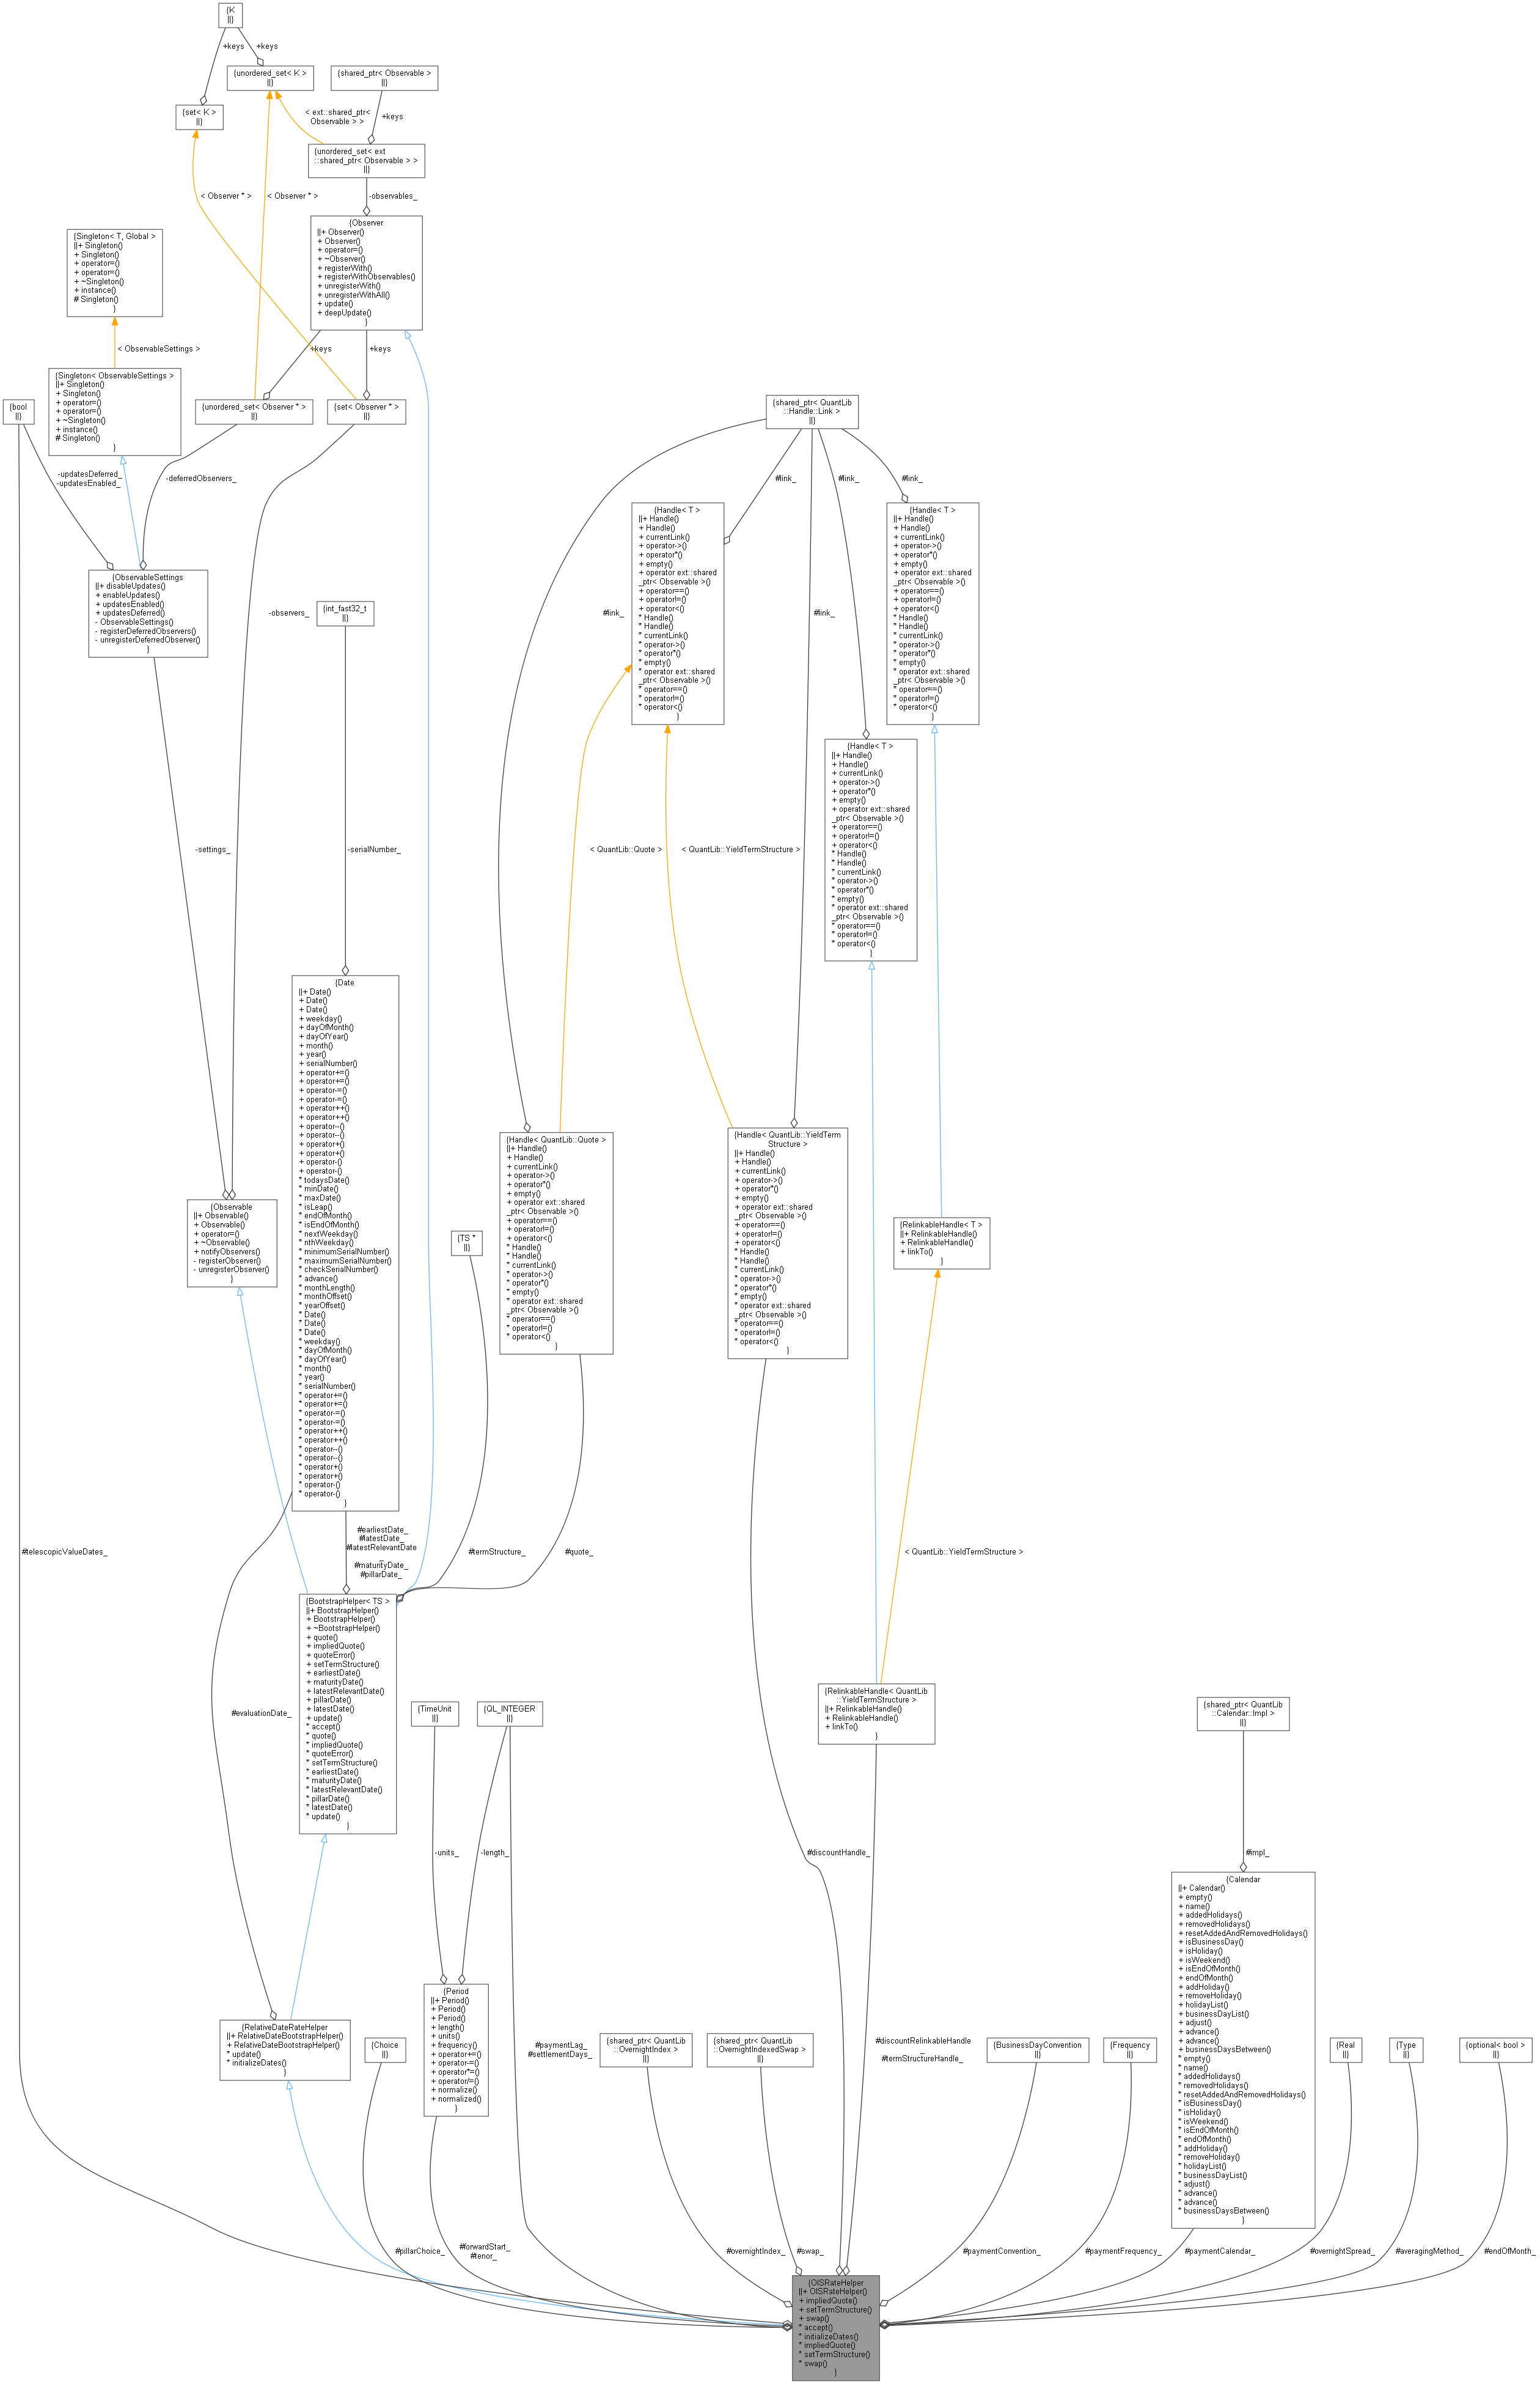 {K
||}
+keys
+keys
{unordered_set< K >
||}
{shared_ptr< Observable >
||}
{set< K >
||}
< ext::shared_ptr<
Observable > >
+keys
{unordered_set< ext
::shared_ptr< Observable > >
||}
< Observer * >
< Observer * >
-observables_
{Singleton< T, Global >
||+ Singleton()
+ Singleton()
+ operator=()
+ operator=()
+ ~Singleton()
+ instance()
# Singleton()
}
{Observer
||+ Observer()
+ Observer()
+ operator=()
+ ~Observer()
+ registerWith()
+ registerWithObservables()
+ unregisterWith()
+ unregisterWithAll()
+ update()
+ deepUpdate()
}
< ObservableSettings >
+keys
+keys
{Singleton< ObservableSettings >
||+ Singleton()
+ Singleton()
+ operator=()
+ operator=()
+ ~Singleton()
+ instance()
# Singleton()
}
{bool
||}
{unordered_set< Observer * >
||}
{set< Observer * >
||}
{shared_ptr< QuantLib
::Handle::Link >
||}
-updatesDeferred_
-updatesEnabled_
-deferredObservers_
#link_
#link_
#link_
{Handle< T >
||+ Handle()
+ Handle()
+ currentLink()
+ operator->()
+ operator*()
+ empty()
+ operator ext::shared
_ptr< Observable >()
+ operator==()
+ operator!=()
+ operator<()
* Handle()
* Handle()
* currentLink()
* operator->()
* operator*()
* empty()
* operator ext::shared
_ptr< Observable >()
* operator==()
* operator!=()
* operator<()
}
{Handle< T >
||+ Handle()
+ Handle()
+ currentLink()
+ operator->()
+ operator*()
+ empty()
+ operator ext::shared
_ptr< Observable >()
+ operator==()
+ operator!=()
+ operator<()
* Handle()
* Handle()
* currentLink()
* operator->()
* operator*()
* empty()
* operator ext::shared
_ptr< Observable >()
* operator==()
* operator!=()
* operator<()
}
{ObservableSettings
||+ disableUpdates()
+ enableUpdates()
+ updatesEnabled()
+ updatesDeferred()
- ObservableSettings()
- registerDeferredObservers()
- unregisterDeferredObserver()
}
-observers_
{int_fast32_t
||}
#link_
#link_
{Handle< T >
||+ Handle()
+ Handle()
+ currentLink()
+ operator->()
+ operator*()
+ empty()
+ operator ext::shared
_ptr< Observable >()
+ operator==()
+ operator!=()
+ operator<()
* Handle()
* Handle()
* currentLink()
* operator->()
* operator*()
* empty()
* operator ext::shared
_ptr< Observable >()
* operator==()
* operator!=()
* operator<()
}
-settings_
-serialNumber_
< QuantLib::Quote >
< QuantLib::YieldTermStructure >
{Date
||+ Date()
+ Date()
+ Date()
+ weekday()
+ dayOfMonth()
+ dayOfYear()
+ month()
+ year()
+ serialNumber()
+ operator+=()
+ operator+=()
+ operator-=()
+ operator-=()
+ operator++()
+ operator++()
+ operator--()
+ operator--()
+ operator+()
+ operator+()
+ operator-()
+ operator-()
* todaysDate()
* minDate()
* maxDate()
* isLeap()
* endOfMonth()
* isEndOfMonth()
* nextWeekday()
* nthWeekday()
* minimumSerialNumber()
* maximumSerialNumber()
* checkSerialNumber()
* advance()
* monthLength()
* monthOffset()
* yearOffset()
* Date()
* Date()
* Date()
* weekday()
* dayOfMonth()
* dayOfYear()
* month()
* year()
* serialNumber()
* operator+=()
* operator+=()
* operator-=()
* operator-=()
* operator++()
* operator++()
* operator--()
* operator--()
* operator+()
* operator+()
* operator-()
* operator-()
}
{Handle< QuantLib::Quote >
||+ Handle()
+ Handle()
+ currentLink()
+ operator->()
+ operator*()
+ empty()
+ operator ext::shared
_ptr< Observable >()
+ operator==()
+ operator!=()
+ operator<()
* Handle()
* Handle()
* currentLink()
* operator->()
* operator*()
* empty()
* operator ext::shared
_ptr< Observable >()
* operator==()
* operator!=()
* operator<()
}
{Handle< QuantLib::YieldTerm
Structure >
||+ Handle()
+ Handle()
+ currentLink()
+ operator->()
+ operator*()
+ empty()
+ operator ext::shared
_ptr< Observable >()
+ operator==()
+ operator!=()
+ operator<()
* Handle()
* Handle()
* currentLink()
* operator->()
* operator*()
* empty()
* operator ext::shared
_ptr< Observable >()
* operator==()
* operator!=()
* operator<()
}
{Observable
||+ Observable()
+ Observable()
+ operator=()
+ ~Observable()
+ notifyObservers()
- registerObserver()
- unregisterObserver()
}
{TS *
||}
{RelinkableHandle< T >
||+ RelinkableHandle()
+ RelinkableHandle()
+ linkTo()
}
#telescopicValueDates_
#earliestDate_
#latestDate_
#latestRelevantDate
_
#maturityDate_
#pillarDate_
#termStructure_
#quote_
< QuantLib::YieldTermStructure >
{BootstrapHelper< TS >
||+ BootstrapHelper()
+ BootstrapHelper()
+ ~BootstrapHelper()
+ quote()
+ impliedQuote()
+ quoteError()
+ setTermStructure()
+ earliestDate()
+ maturityDate()
+ latestRelevantDate()
+ pillarDate()
+ latestDate()
+ update()
* accept()
* quote()
* impliedQuote()
* quoteError()
* setTermStructure()
* earliestDate()
* maturityDate()
* latestRelevantDate()
* pillarDate()
* latestDate()
* update()
}
#evaluationDate_
{TimeUnit
||}
{QL_INTEGER
||}
{RelinkableHandle< QuantLib
::YieldTermStructure >
||+ RelinkableHandle()
+ RelinkableHandle()
+ linkTo()
}
{shared_ptr< QuantLib
::Calendar::Impl >
||}
-units_
-length_
#discountHandle_
#impl_
{Calendar
||+ Calendar()
+ empty()
+ name()
+ addedHolidays()
+ removedHolidays()
+ resetAddedAndRemovedHolidays()
+ isBusinessDay()
+ isHoliday()
+ isWeekend()
+ isEndOfMonth()
+ endOfMonth()
+ addHoliday()
+ removeHoliday()
+ holidayList()
+ businessDayList()
+ adjust()
+ advance()
+ advance()
+ businessDaysBetween()
* empty()
* name()
* addedHolidays()
* removedHolidays()
* resetAddedAndRemovedHolidays()
* isBusinessDay()
* isHoliday()
* isWeekend()
* isEndOfMonth()
* endOfMonth()
* addHoliday()
* removeHoliday()
* holidayList()
* businessDayList()
* adjust()
* advance()
* advance()
* businessDaysBetween()
}
{RelativeDateRateHelper
||+ RelativeDateBootstrapHelper()
+ RelativeDateBootstrapHelper()
* update()
* initializeDates()
}
{Choice
||}
{Period
||+ Period()
+ Period()
+ Period()
+ length()
+ units()
+ frequency()
+ operator+=()
+ operator-=()
+ operator*=()
+ operator/=()
+ normalize()
+ normalized()
}
#paymentLag_
#settlementDays_
{shared_ptr< QuantLib
::OvernightIndex >
||}
{shared_ptr< QuantLib
::OvernightIndexedSwap >
||}
#discountRelinkableHandle
_
#termStructureHandle_
{BusinessDayConvention
||}
{Frequency
||}
{Real
||}
{Type
||}
{optional< bool >
||}
#pillarChoice_
#forwardStart_
#tenor_
#overnightIndex_
#swap_
#paymentConvention_
#paymentFrequency_
#paymentCalendar_
#overnightSpread_
#averagingMethod_
#endOfMonth_
{OISRateHelper
||+ OISRateHelper()
+ impliedQuote()
+ setTermStructure()
+ swap()
* accept()
* initializeDates()
* impliedQuote()
* setTermStructure()
* swap()
}